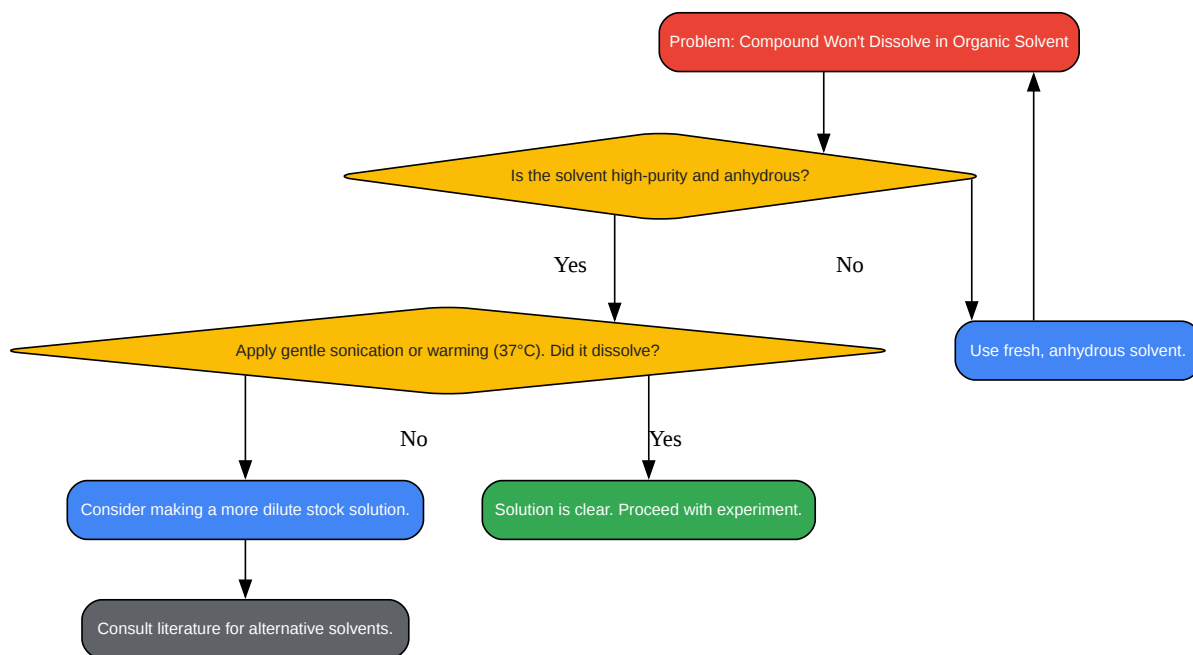 Problem: Compound Won't Dissolve in Organic Solvent
Is the solvent high-purity and anhydrous?
Yes
No
Apply gentle sonication or warming (37°C). Did it dissolve?
Use fresh, anhydrous solvent.
No
Yes
Consider making a more dilute stock solution.
Solution is clear. Proceed with experiment.
Consult literature for alternative solvents.